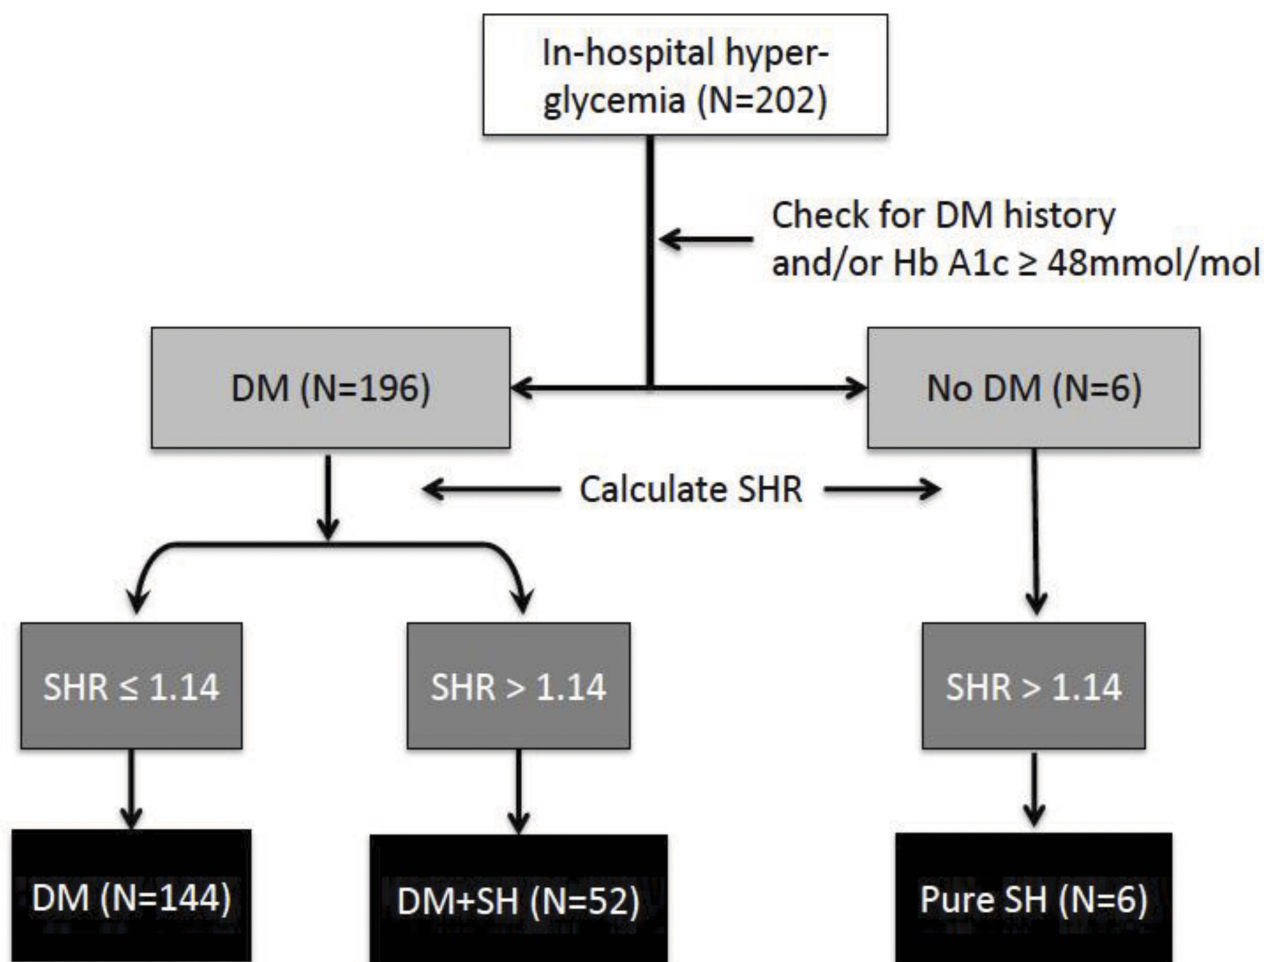 In-hospital hyper-
glycemia (N=202)
Check for DM history
and/or Hb A1c ≥ 48mmol/mol
DM (N=196)
No DM (N=6)
Calculate SHR
SHR ≤ 1.14
SHR > 1.14
SHR > 1.14
DM (N=144)
DM+SH (N=52)
Pure SH (N=6)